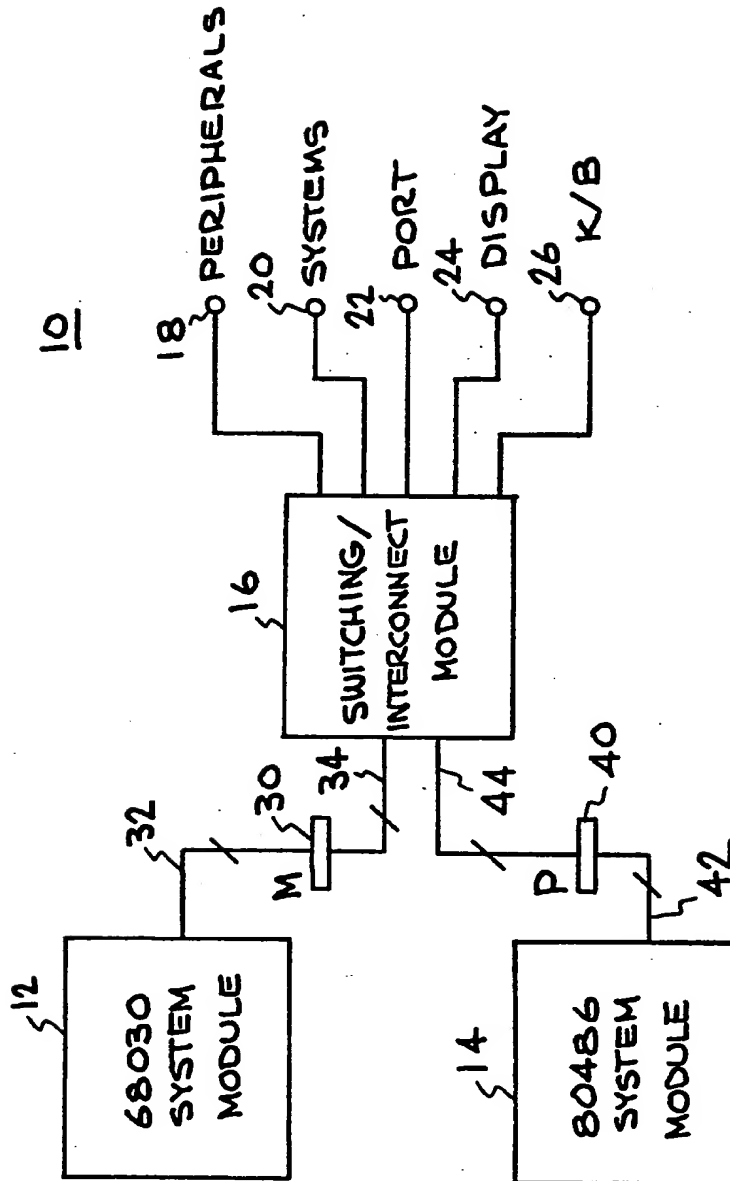 10
12
68030
SYSTEM
MODULE
32
M
30
34
16
SWITCHING/
INTERCONNECT
MODULE
18
PERIPHERALS
20
SYSTEMS
22
PORT
24
DISPLAY
26
K/B
14
80486
SYSTEM
MODULE
42
P
40
44